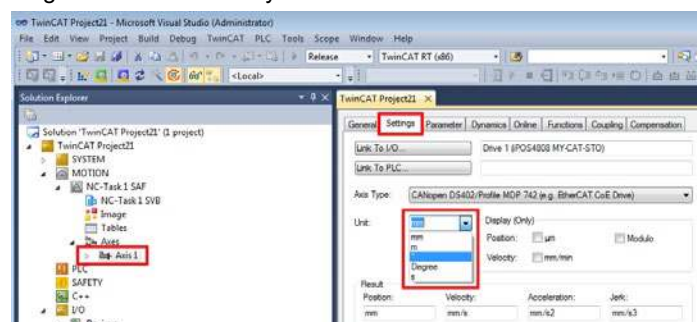 TwinCAT Project21 - Microsoft Visual Studio (Administrator)
File Edit View Project Build Debug TwinCAT PLC Tools Scope Window Help
Release TwinCAT RT (x86)
<Local>
Solution Explorer
TwinCAT Project21
General Settings Parameter Dynamics Online Functions Coupling Compensation
Solution 'TwinCAT Project21' (1 project)
TwinCAT Project21
SYSTEM
MOTION
NC-Task 1 SAF
NC-Task 1 SVB
Image
Tables
Axes
Axis 1
PLC
SAFETY
C++
I/O
Link To I/O... Drive 1 (IPOS4808 MY-CAT-STO)
Link To PLC...
Axis Type: CANopen DS402/Profile MDP 742 (e.g. EtherCAT CoE Drive)
Unit: mm Display (Only)
mm Position: µm Modulo
m
Velocity: mm/min
Degree
Result
Position: Velocity: Acceleration: Jerk:
mm mm/s mm/s2 mm/s3